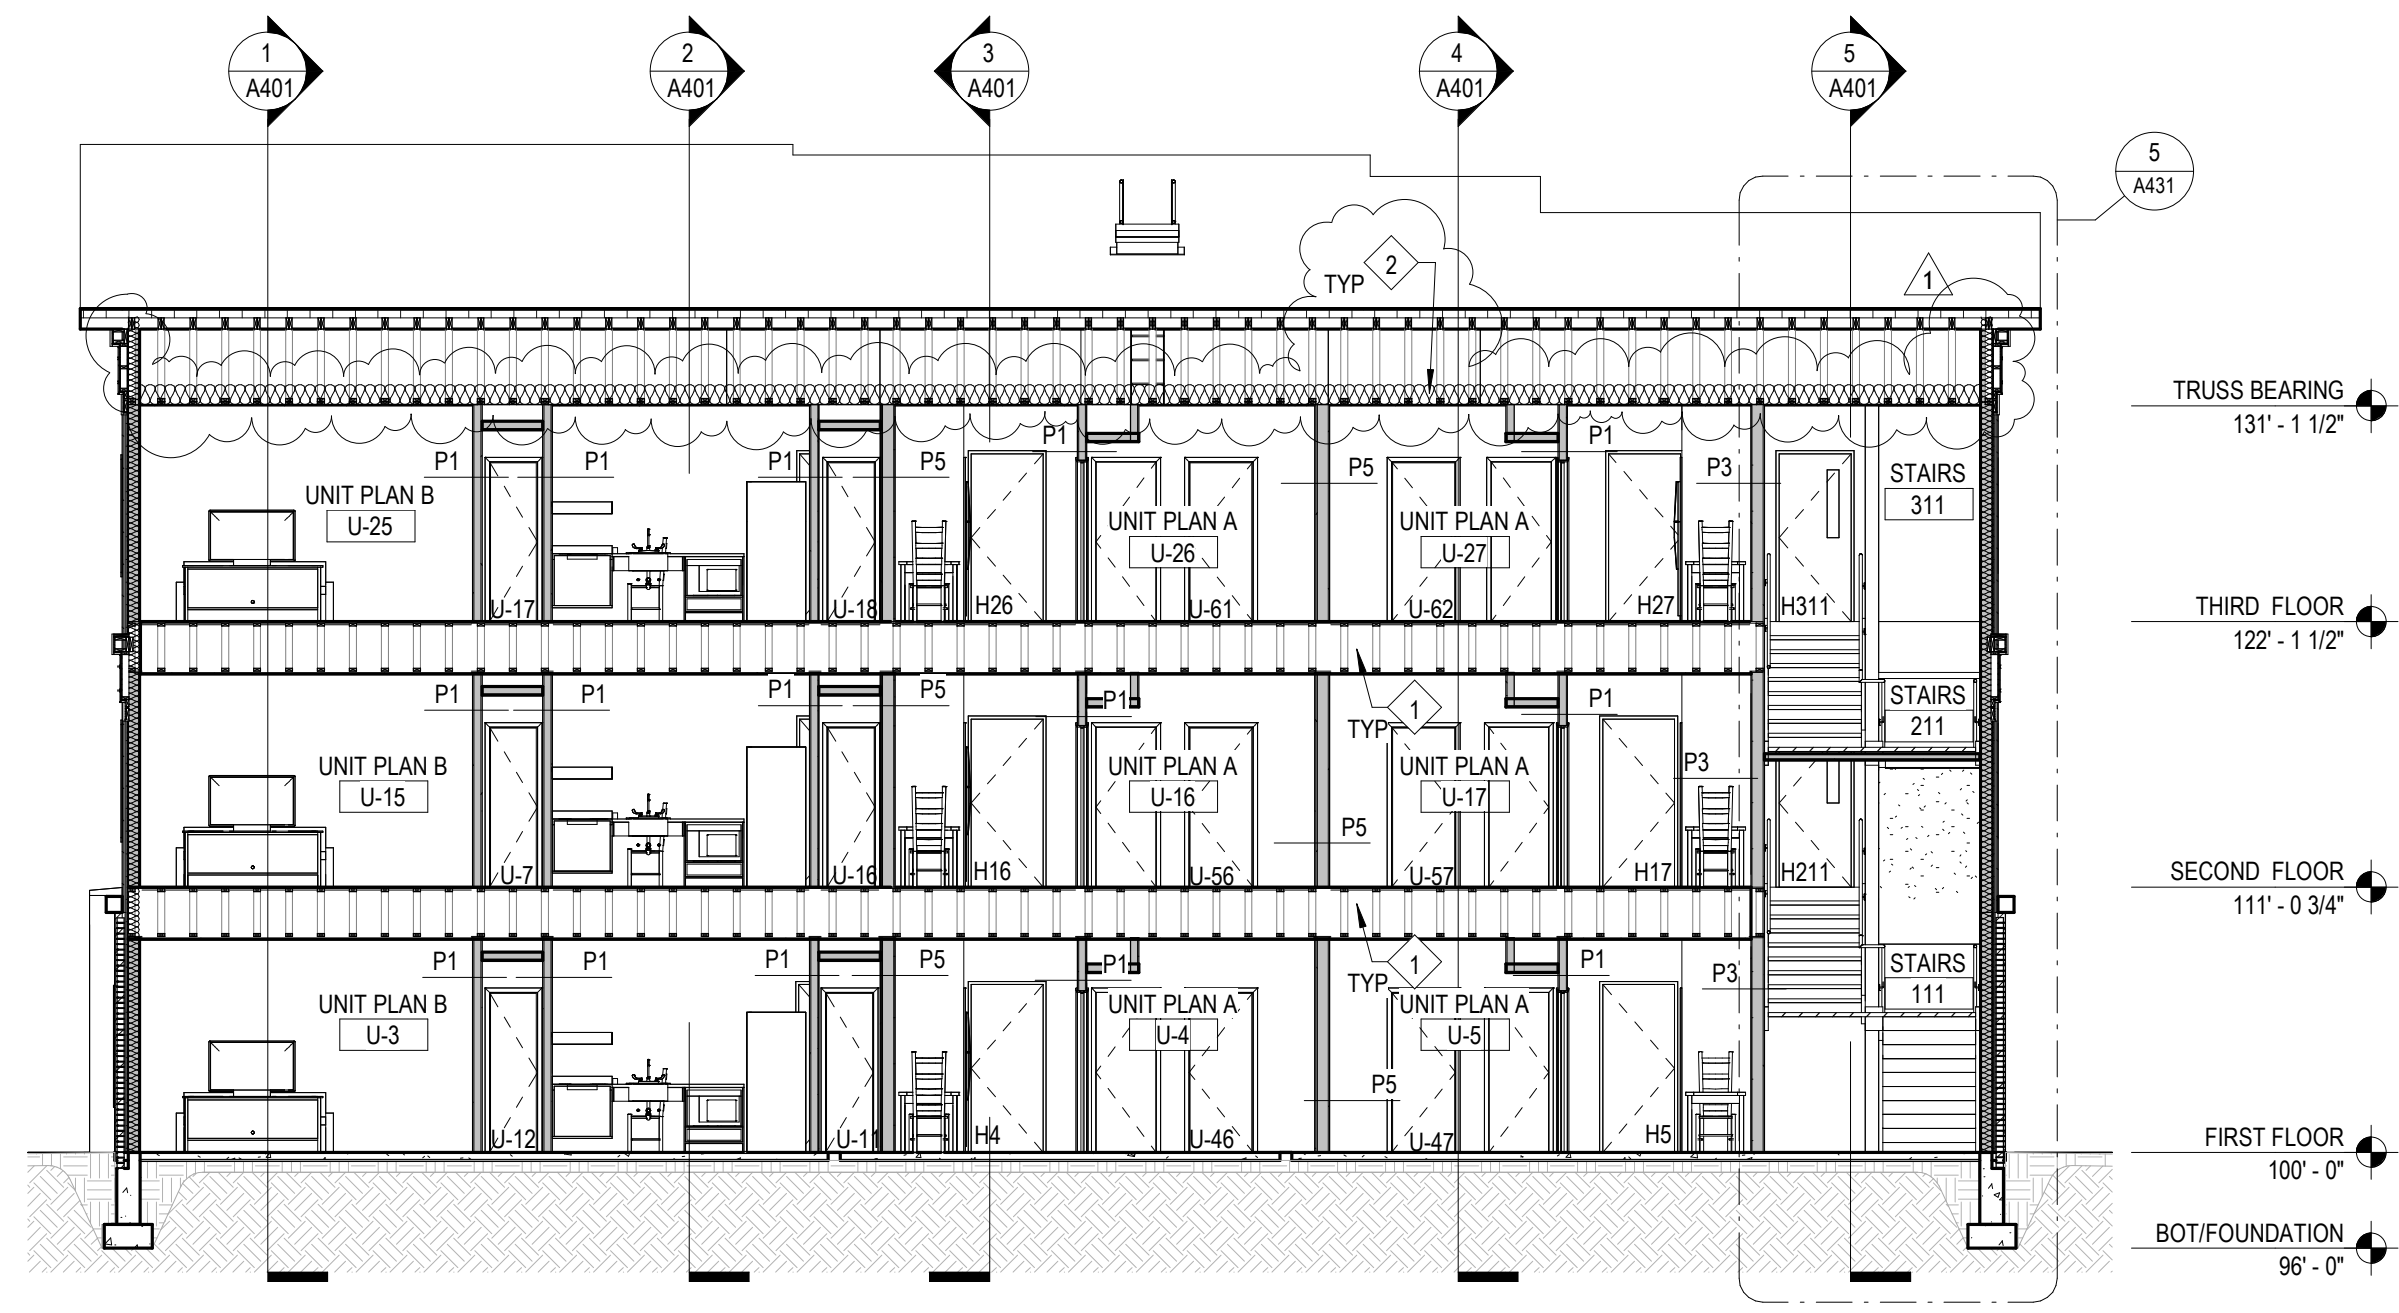 1
A401
2
A401
3
A401
4
A401
5
A401
5
A431
2
TYP
1
TRUSS BEARING
131' - 1 1/2"
P1
P1
P1
P1
P5
P1
P5
P1
P3
UNIT PLAN B
U-25
UNIT PLAN A
U-26
UNIT PLAN A
U-27
STAIRS
311
U-17
U-18
H26
U-61
U-62
H27
H311
THIRD FLOOR
122' - 1 1/2"
P1
P1
P1
P5
P1
P1
1
TYP
STAIRS
211
UNIT PLAN B
U-15
UNIT PLAN A
U-16
UNIT PLAN A
U-17
P3
P5
U-7
U-16
H16
U-56
U-57
H17
H211
SECOND FLOOR
111' - 0 3/4"
P1
P1
P1
P5
P1
P1
1
TYP
P3
STAIRS
111
UNIT PLAN B
U-3
UNIT PLAN A
U-4
UNIT PLAN A
U-5
P5
U-12
U-11
H4
U-46
U-47
H5
FIRST FLOOR
100' - 0"
BOT/FOUNDATION
96' - 0"